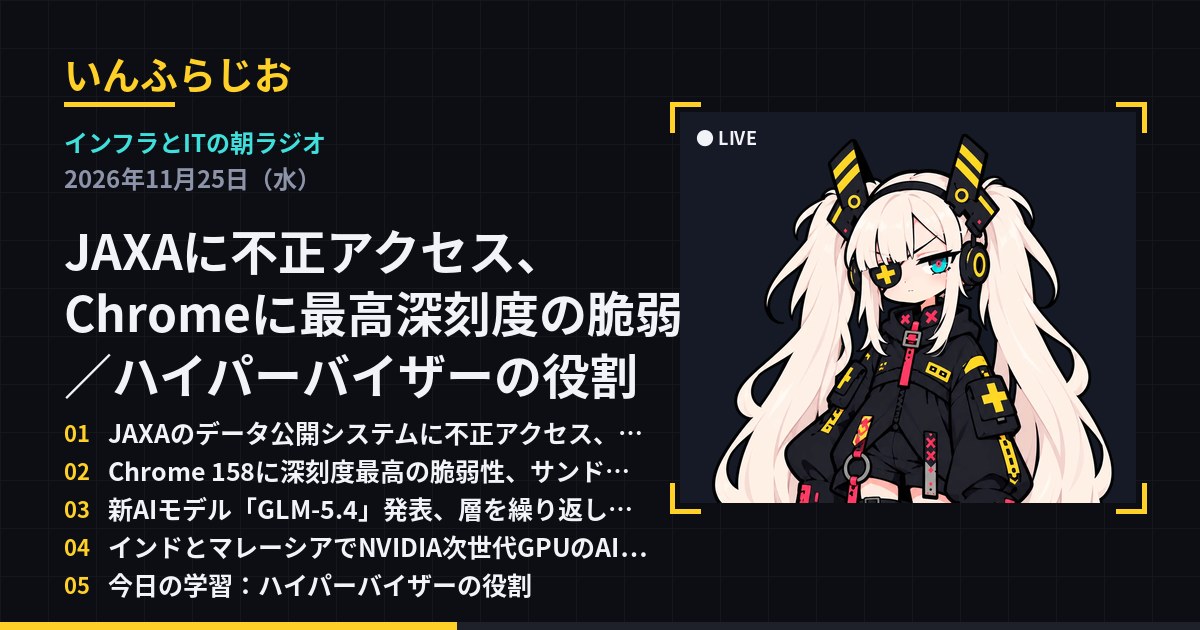 いんふらじお
インフラとITの朝ラジオ
2026年11月25日（水）
LIVE
JAXAに不正アクセス、
Chromeに最高深刻度の脆弱
／ハイパーバイザーの役割
01 JAXAのデータ公開システムに不正アクセス、…
02 Chrome 158に深刻度最高の脆弱性、サンド…
03 新AIモデル「GLM-5.4」発表、層を繰り返し…
04 インドとマレーシアでNVIDIA次世代GPUのAI…
05 今日の学習：ハイパーバイザーの役割